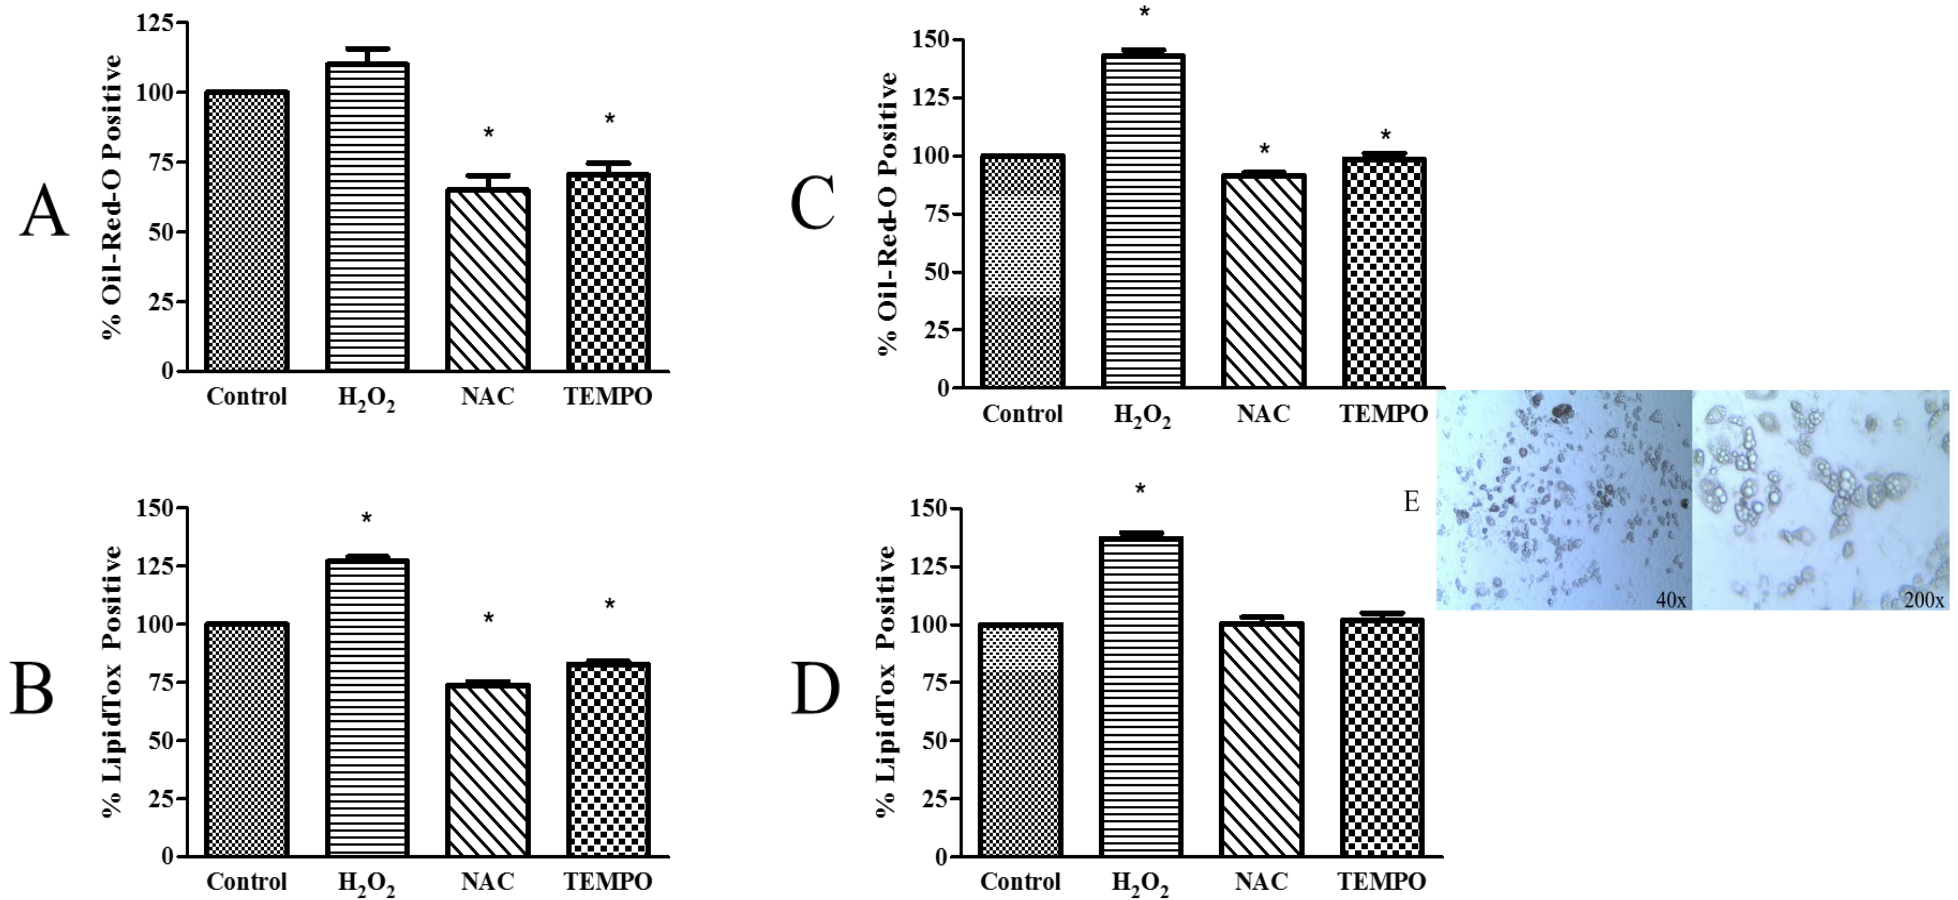 A
% Oil-Red-O Positive
125
100
75
50
25
0
*
*
Control H₂O₂ NAC TEMPO
C
% Oil-Red-O Positive
150
125
100
75
50
25
0
*
*
*
Control H₂O₂ NAC TEMPO
B
% LipidTox Positive
150
125
100
75
50
25
0
*
*
*
Control H₂O₂ NAC TEMPO
D
% LipidTox Positive
150
125
100
75
50
25
0
*
Control H₂O₂ NAC TEMPO
E
40x
200x